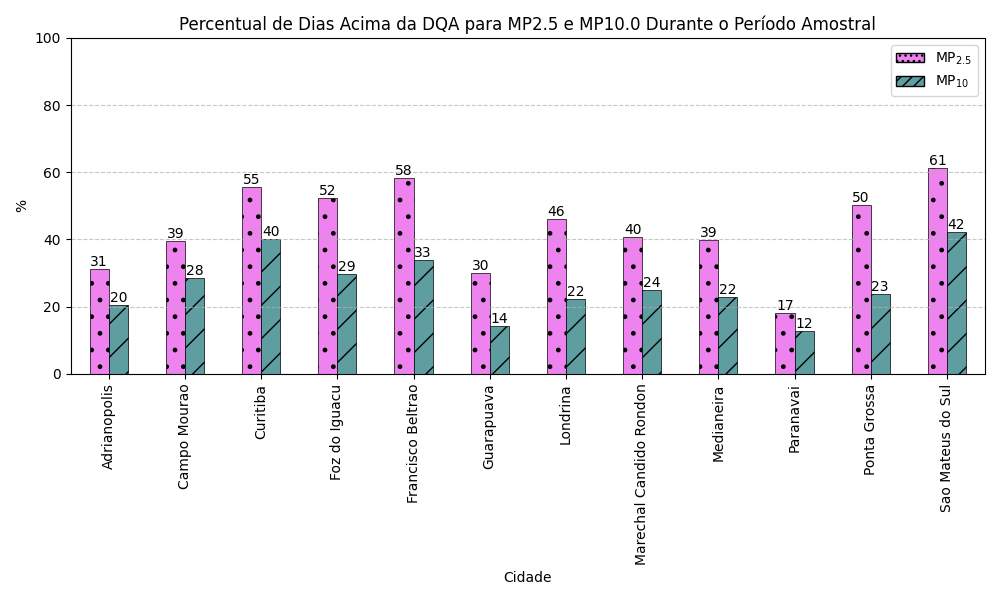 Percentual de Dias Acima da DQA para MP2.5 e MP10.0 Durante o Período Amostral
MP2.5
MP10
%
100
80
60
40
20
0
31
20
39
28
55
40
52
29
58
33
30
14
46
22
40
24
39
22
17
12
50
23
61
42
Adrianopolis
Campo Mourao
Curitiba
Foz do Iguacu
Francisco Beltrao
Guarapuava
Londrina
Marechal Candido Rondon
Medianeira
Paranavai
Ponta Grossa
Sao Mateus do Sul
Cidade